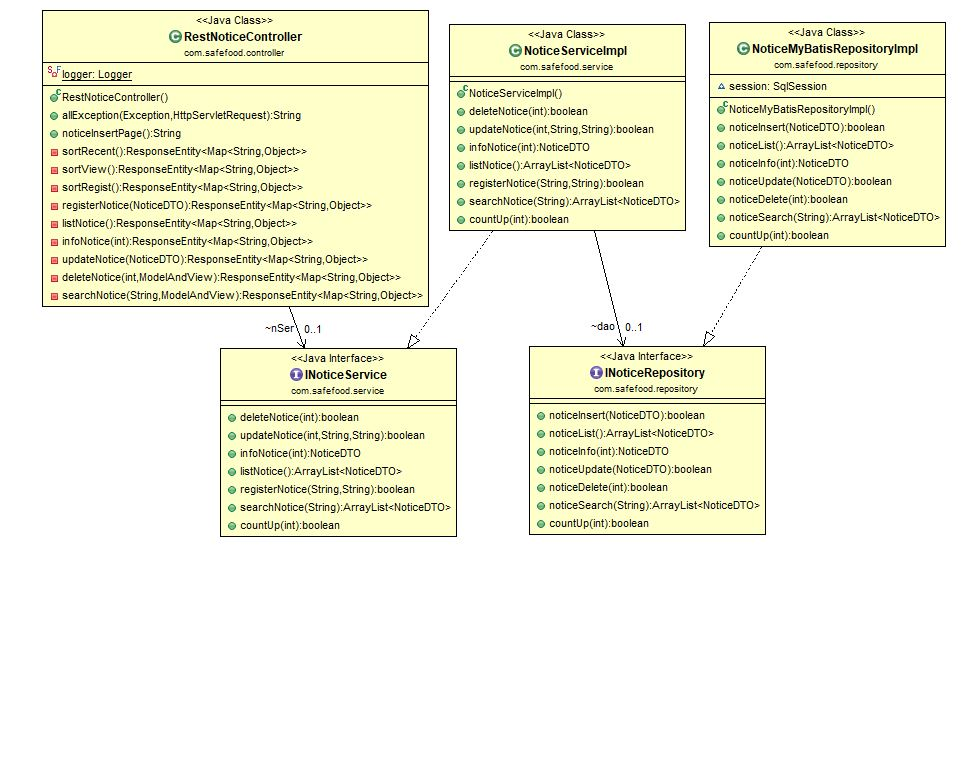 <<Java Class>>
RestNoticeController
com.safefood.controller
logger: Logger
RestNoticeController()
allException(Exception,HttpServletRequest):String
noticeInsertPage():String
sortRecent():ResponseEntity<Map<String,Object>>
sortView():ResponseEntity<Map<String,Object>>
sortRegist():ResponseEntity<Map<String,Object>>
registerNotice(NoticeDTO):ResponseEntity<Map<String,Object>>
listNotice():ResponseEntity<Map<String,Object>>
infoNotice(int):ResponseEntity<Map<String,Object>>
updateNotice(NoticeDTO):ResponseEntity<Map<String,Object>>
deleteNotice(int,ModelAndView):ResponseEntity<Map<String,Object>>
searchNotice(String,ModelAndView):ResponseEntity<Map<String,Object>>
<<Java Class>>
NoticeServiceImpl
com.safefood.service
NoticeServiceImpl()
deleteNotice(int):boolean
updateNotice(int,String,String):boolean
infoNotice(int):NoticeDTO
listNotice():ArrayList<NoticeDTO>
registerNotice(String,String):boolean
searchNotice(String):ArrayList<NoticeDTO>
countUp(int):boolean
<<Java Class>>
NoticeMyBatisRepositoryImpl
com.safefood.repository
session: SqlSession
NoticeMyBatisRepositoryImpl()
noticeInsert(NoticeDTO):boolean
noticeList():ArrayList<NoticeDTO>
noticeInfo(int):NoticeDTO
noticeUpdate(NoticeDTO):boolean
noticeDelete(int):boolean
noticeSearch(String):ArrayList<NoticeDTO>
countUp(int):boolean
~nSer 0..1
~dao 0..1
<<Java Interface>>
INoticeService
com.safefood.service
deleteNotice(int):boolean
updateNotice(int,String,String):boolean
infoNotice(int):NoticeDTO
listNotice():ArrayList<NoticeDTO>
registerNotice(String,String):boolean
searchNotice(String):ArrayList<NoticeDTO>
countUp(int):boolean
<<Java Interface>>
INoticeRepository
com.safefood.repository
noticeInsert(NoticeDTO):boolean
noticeList():ArrayList<NoticeDTO>
noticeInfo(int):NoticeDTO
noticeUpdate(NoticeDTO):boolean
noticeDelete(int):boolean
noticeSearch(String):ArrayList<NoticeDTO>
countUp(int):boolean